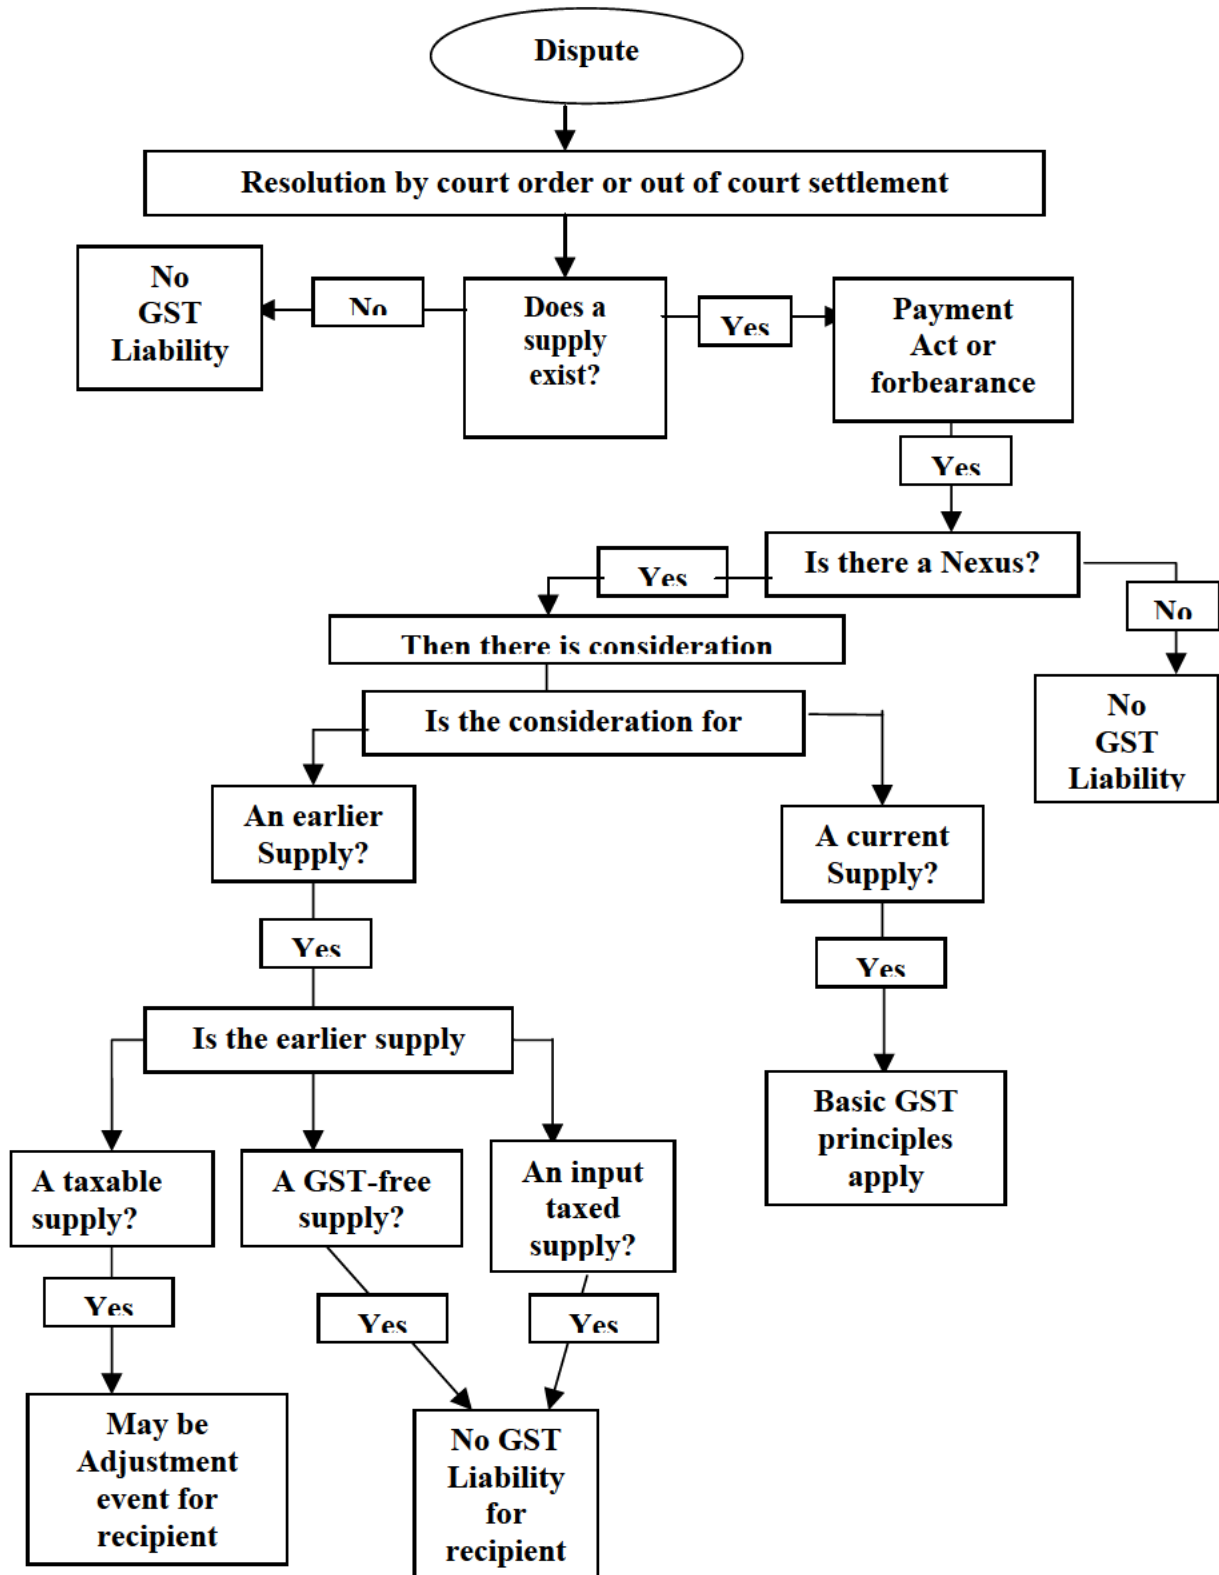 Dispute
Resolution by court order or out of court settlement
No
GST
Liability
No
Does a
supply
exist?
Yes
Payment
Act or
forbearance
Yes
Is there a Nexus?
Yes
No
Then there is consideration
No
GST
Liability
Is the consideration for
An earlier
Supply?
A current
Supply?
Yes
Yes
Is the earlier supply
Basic GST
principles
apply
A taxable
supply?
A GST-free
supply?
An input
taxed
supply?
Yes
Yes
Yes
May be
Adjustment
event for
recipient
No GST
Liability
for
recipient